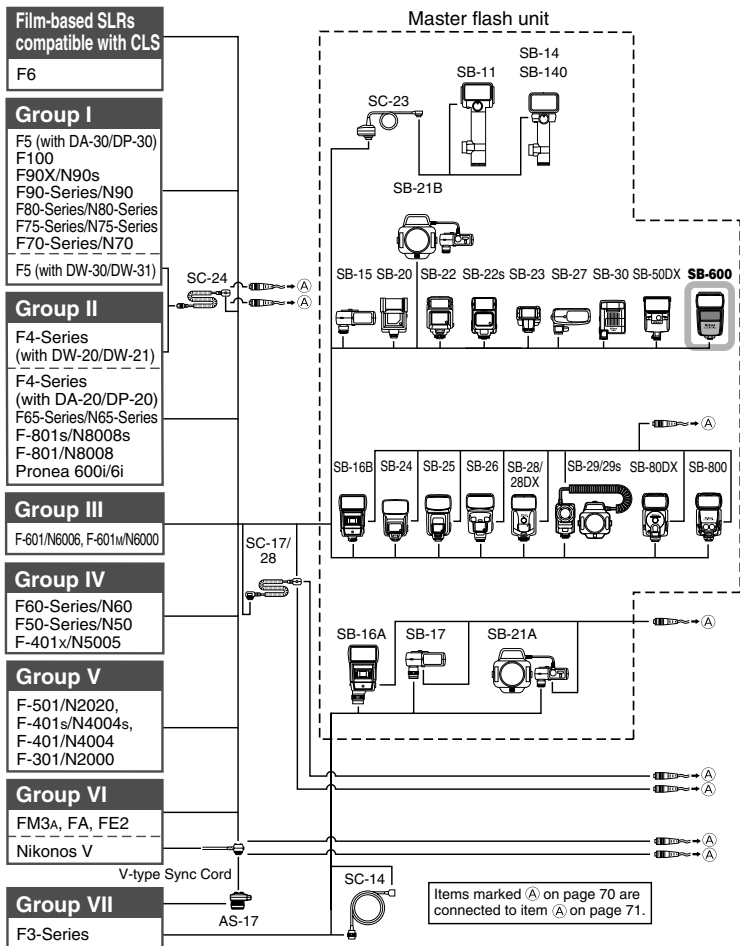 Film-based SLRs
compatible with CLS
F6
Group I
F5 (with DA-30/DP-30)
F100
F90X/N90s
F90-Series/N90
F80-Series/N80-Series
F75-Series/N75-Series
F70-Series/N70
F5 (with DW-30/DW-31)
Group II
F4-Series
(with DW-20/DW-21)
F4-Series
(with DA-20/DP-20)
F65-Series/N65-Series
F-801s/N8008s
F-801/N8008
Pronea 600i/6i
Group III
F-601/N6006, F-601M/N6000
Group IV
F60-Series/N60
F50-Series/N50
F-401x/N5005
Group V
F-501/N2020,
F-401s/N4004s,
F-401/N4004
F-301/N2000
Group VI
FM3A, FA, FE2
Nikonos V
V-type Sync Cord
Group VII
F3-Series
AS-17
SC-24
Ⓐ
Ⓐ
SC-17/
28
Master flash unit
SC-23
SB-11
SB-14
SB-140
SB-21B
SB-15 SB-20 SB-22 SB-22s SB-23 SB-27 SB-30 SB-50DX SB-600
Ⓐ
SB-16B SB-24 SB-25 SB-26 SB-28/
28DX
SB-29/29s SB-80DX SB-800
SB-16A SB-17 SB-21A
Ⓐ
Ⓐ
Ⓐ
Ⓐ
Ⓐ
SC-14
Items marked Ⓐ on page 70 are
connected to item Ⓐ on page 71.